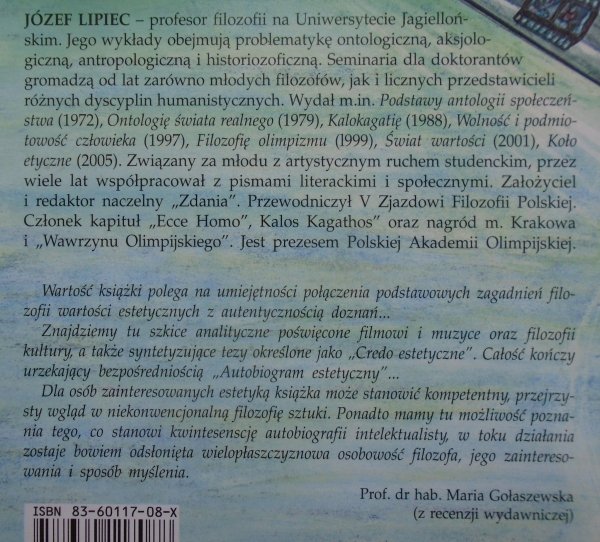 JÓZEF LIPIEC – profesor filozofii na Uniwersytecie Jagielloń-
skim. Jego wykłady obejmują problematykę ontologiczną, aksjolo-
giczną, antropologiczną i historiozoficzną. Seminaria dla doktorantów
gromadzą od lat zarówno młodych filozofów, jak i licznych przedstawicieli
różnych dyscyplin humanistycznych. Wydał m.in. Podstawy antologii społeczeń-
stwa (1972), Ontologię świata realnego (1979), Kalokagatię (1988), Wolność i podmio-
towość człowieka (1997), Filozofię olimpizmu (1999), Świat wartości (2001), Koło
etyczne (2005). Związany za młodu z artystycznym ruchem studenckim, przez
wiele lat współpracował z pismami literackimi i społecznymi. Założyciel
i redaktor naczelny „Zdania”. Przewodniczył V Zjazdowi Filozofii Polskiej.
Członek kapituł „Ecce Homo”, Kalos Kagathos” oraz nagród m. Krakowa
i „Wawrzynu Olimpijskiego”. Jest prezesem Polskiej Akademii Olimpijskiej.
Wartość książki polega na umiejętności połączenia podstawowych zagadnień filo-
zofii wartości estetycznych z autentycznością doznań...
Znajdziemy tu szkice analityczne poświęcone filmowi i muzyce oraz filozofii
kultury, a także syntetyzujące tezy określone jako „Credo estetyczne”. Całość kończy
urzekający bezpośredniością „Autobiogram estetyczny”...
Dla osób zainteresowanych estetyką książka może stanowić kompetentny, przejrzy-
sty wgląd w niekonwencjonalną filozofię sztuki. Ponadto mamy tu możliwość pozna-
nia tego, co stanowi kwintesenscję autobiografii intelektualisty, w toku działania
zostaje bowiem odsłonięta wielopłaszczyznowa osobowość filozofa, jego zaintereso-
wania i sposób myślenia.
Prof. dr hab. Maria Gołaszewska
(z recenzji wydawniczej)
ISBN 83-60117-08-X